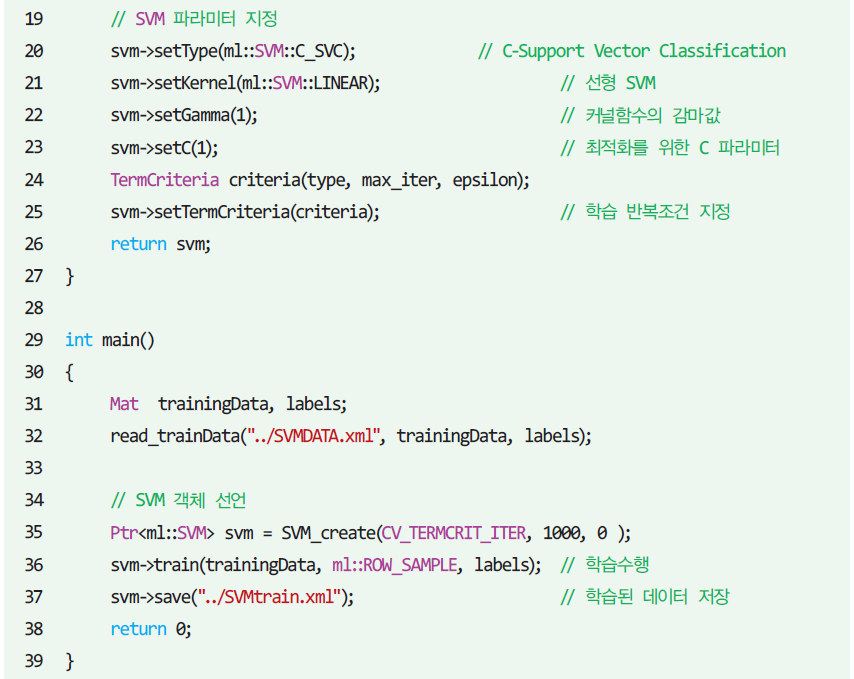 19 // SVM 파라미터 지정
20 svm->setType(ml::SVM::C_SVC); // C-Support Vector Classification
21 svm->setKernel(ml::SVM::LINEAR); // 선형 SVM
22 svm->setGamma(1); // 커널함수의 감마값
23 svm->setC(1); // 최적화를 위한 C 파라미터
24 TermCriteria criteria(type, max_iter, epsilon);
25 svm->setTermCriteria(criteria); // 학습 반복조건 지정
26 return svm;
27 }
28
29 int main()
30 {
31 Mat trainingData, labels;
32 read_trainData("../SVMDATA.xml", trainingData, labels);
33
34 // SVM 객체 선언
35 Ptr<ml::SVM> svm = SVM_create(CV_TERMCRIT_ITER, 1000, 0 );
36 svm->train(trainingData, ml::ROW_SAMPLE, labels); // 학습수행
37 svm->save("../SVMtrain.xml"); // 학습된 데이터 저장
38 return 0;
39 }